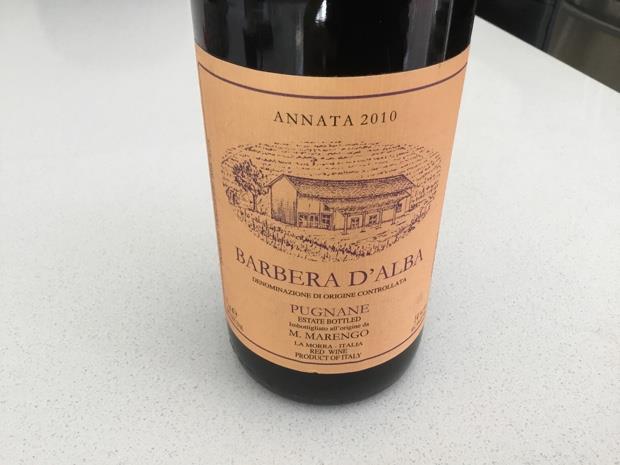 ANNATA 2010
BARBERA D'ALBA
DENOMINAZIONE DI ORIGINE CONTROLLATA
PUGNANE
ESTATE BOTTLED
Imbottigliato all'origine da
M. MARENGO
LA MORRA - ITALIA
RED WINE
PRODUCT OF ITALY